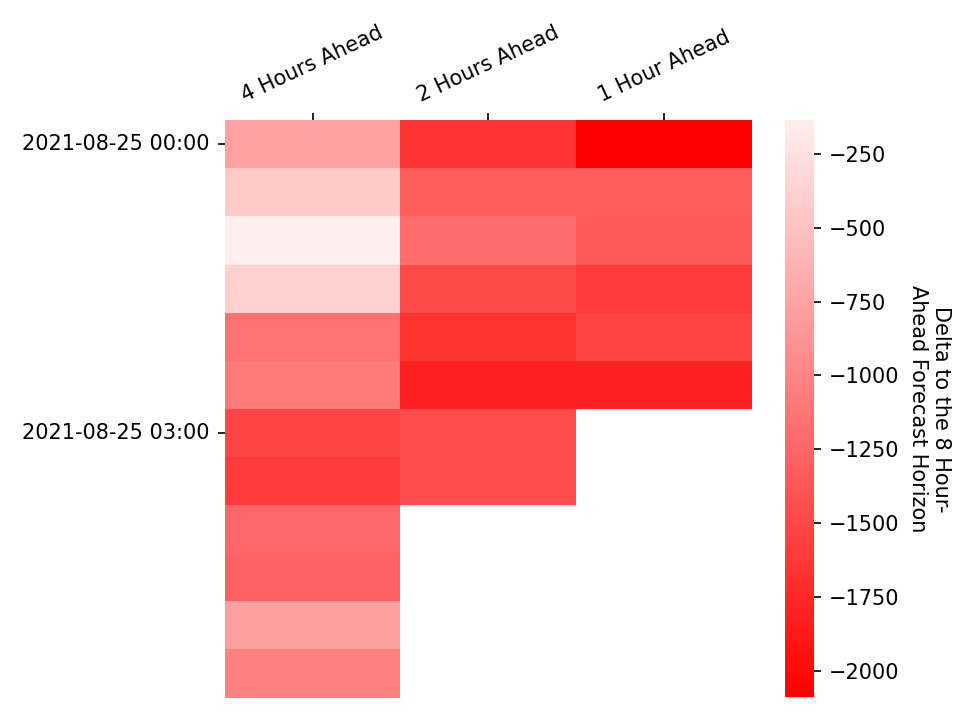 4 Hours Ahead
2 Hours Ahead
1 Hour Ahead
2021-08-25 00:00
2021-08-25 03:00
−250
−500
−750
−1000
−1250
−1500
−1750
−2000
Delta to the 8 Hour-
Ahead Forecast Horizon